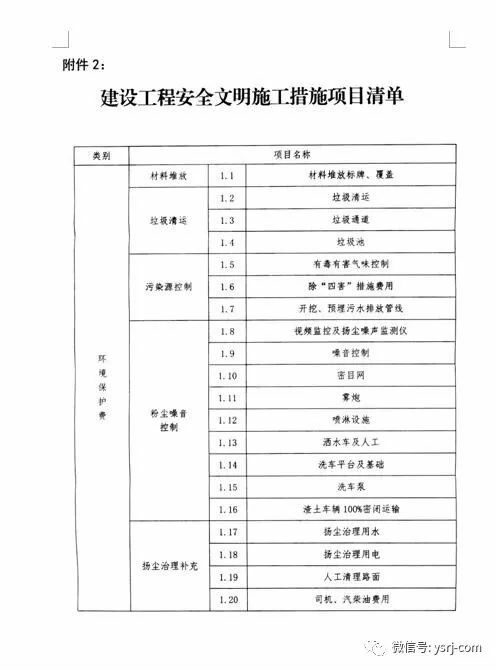 附件 2：
建设工程安全文明施工措施项目清单
类别 项目名称
环境保护费
材料堆放 1.1 材料堆放标牌、覆盖
垃圾清运 1.2 垃圾清运
1.3 垃圾通道
1.4 垃圾池
污染源控制 1.5 有毒有害气味控制
1.6 除“四害”措施费用
1.7 开挖、预埋污水排放管线
粉尘噪音控制 1.8 视频监控及扬尘噪声监测仪
1.9 噪音控制
1.10 密目网
1.11 雾炮
1.12 喷淋设施
1.13 洒水车及人工
1.14 洗车平台及基础
1.15 洗车泵
1.16 渣土车辆 100%密闭运输
扬尘治理补充 1.17 扬尘治理用水
1.18 扬尘治理用电
1.19 人工清理路面
1.20 司机、汽柴油费用
微信号: ysrj-com